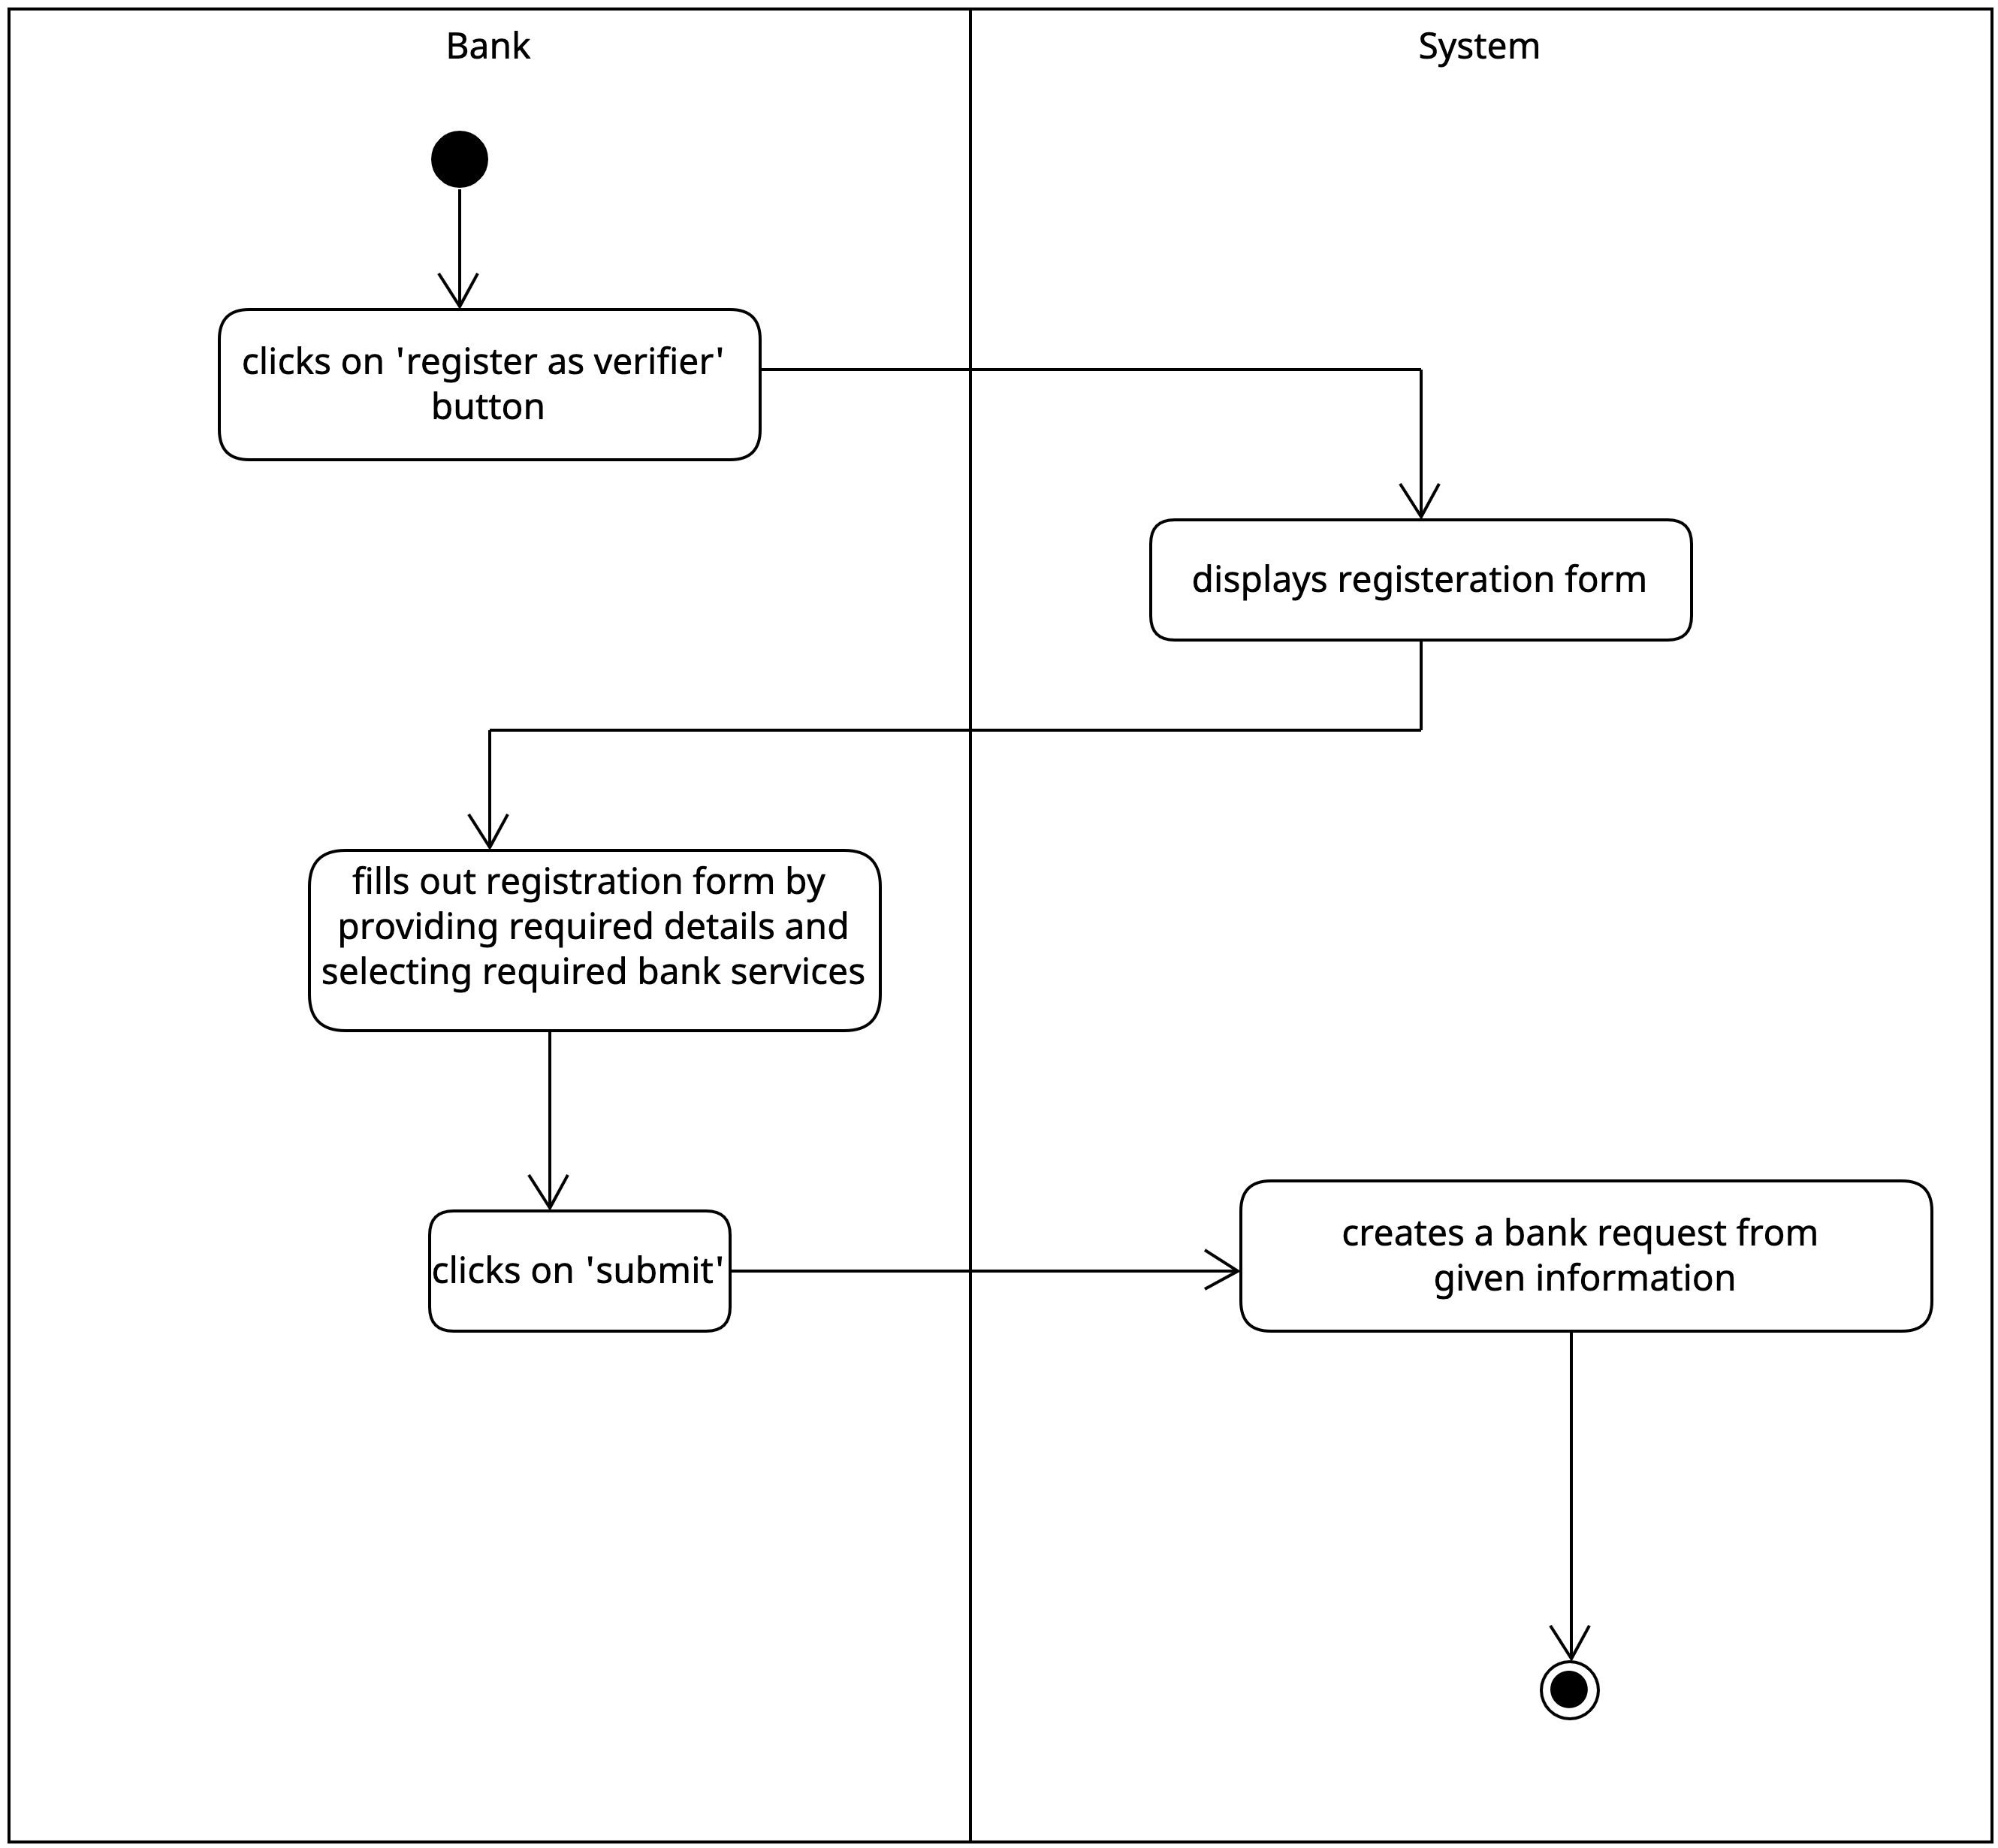 Bank
System
clicks on 'register as verifier'
button
displays registeration form
fills out registration form by
providing required details and
selecting required bank services
clicks on 'submit'
creates a bank request from
given information